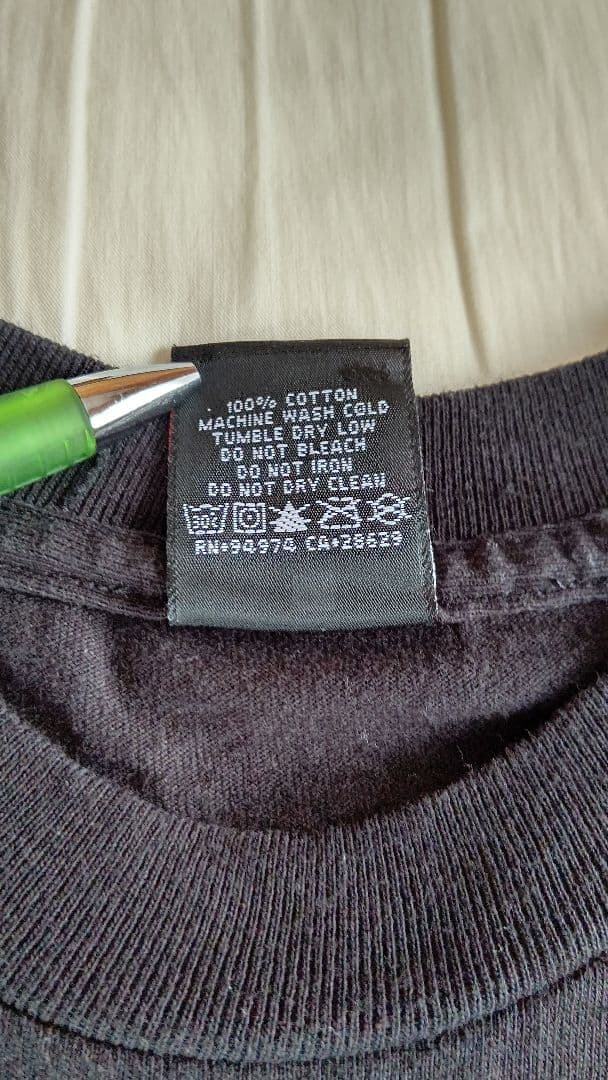 100% COTTON
MACHINE WASH COLD
TUMBLE DRY LOW
DO NOT BLEACH
DO NOT IRON
DO NOT DRY CLEAN
RN#94974 CA#28629